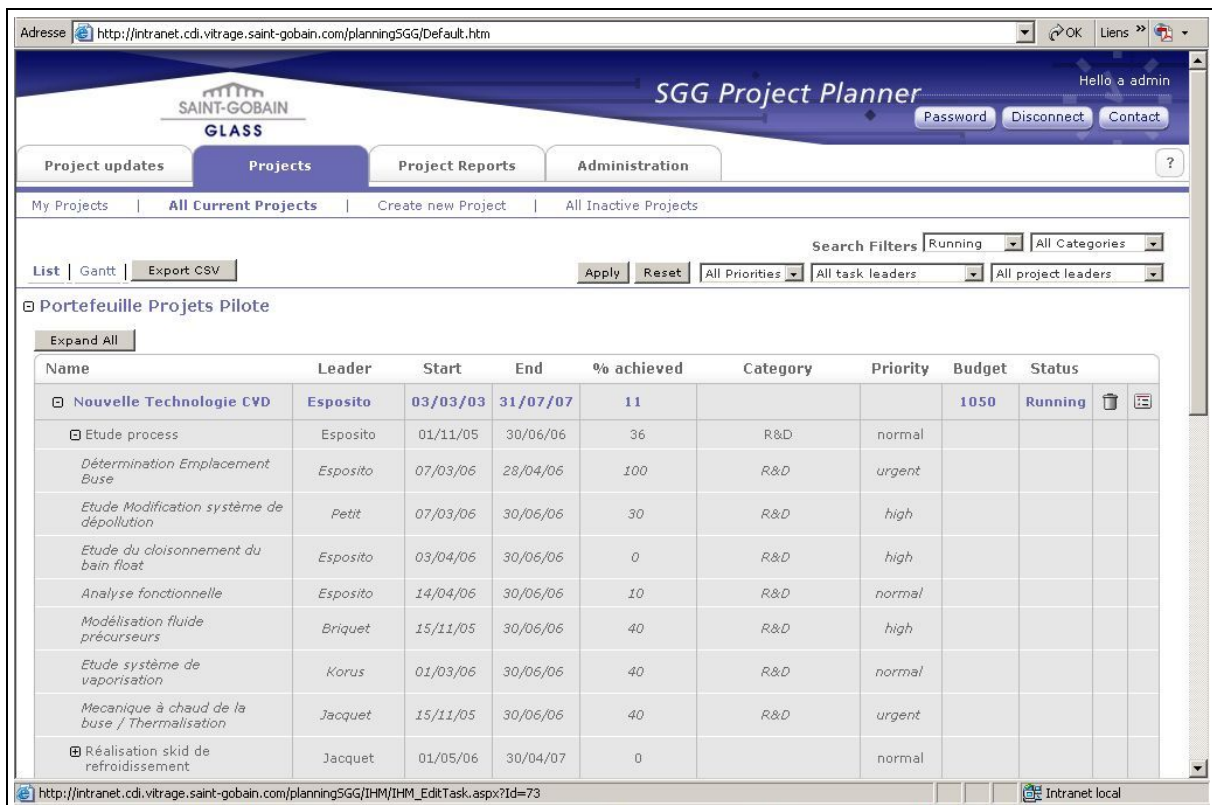 Adresse http://intranet.cdi.vitrage.saint-gobain.com/planningSGG/Default.htm OK Liens »
SAINT-GOBAIN
GLASS
SGG Project Planner
Hello a admin
Password Disconnect Contact
Project updates Projects Project Reports Administration ?
My Projects | All Current Projects | Create new Project | All Inactive Projects
Search Filters Running All Categories
List | Gantt | Export CSV Apply Reset All Priorities All task leaders All project leaders
Portefeuille Projets Pilote
Expand All
Name Leader Start End % achieved Category Priority Budget Status
Nouvelle Technologie CVD Esposito 03/03/03 31/07/07 11 1050 Running
Etude process Esposito 01/11/05 30/06/06 36 R&D normal
Détermination Emplacement
Buse Esposito 07/03/06 28/04/06 100 R&D urgent
Etude Modification système de
dépollution Petit 07/03/06 30/06/06 30 R&D high
Etude du cloisonnement du
bain float Esposito 03/04/06 30/06/06 0 R&D high
Analyse fonctionnelle Esposito 14/04/06 30/06/06 10 R&D normal
Modélisation fluide
précurseurs Briquet 15/11/05 30/06/06 40 R&D high
Etude système de
vaporisation Korus 01/03/06 30/06/06 40 R&D normal
Mecanique à chaud de la
buse / Thermalisation Jacquet 15/11/05 30/06/06 40 R&D urgent
Réalisation skid de
refroidissement Jacquet 01/05/06 30/04/07 0 normal
http://intranet.cdi.vitrage.saint-gobain.com/planningSGG/IHM/IHM_EditTask.aspx?Id=73 Intranet local